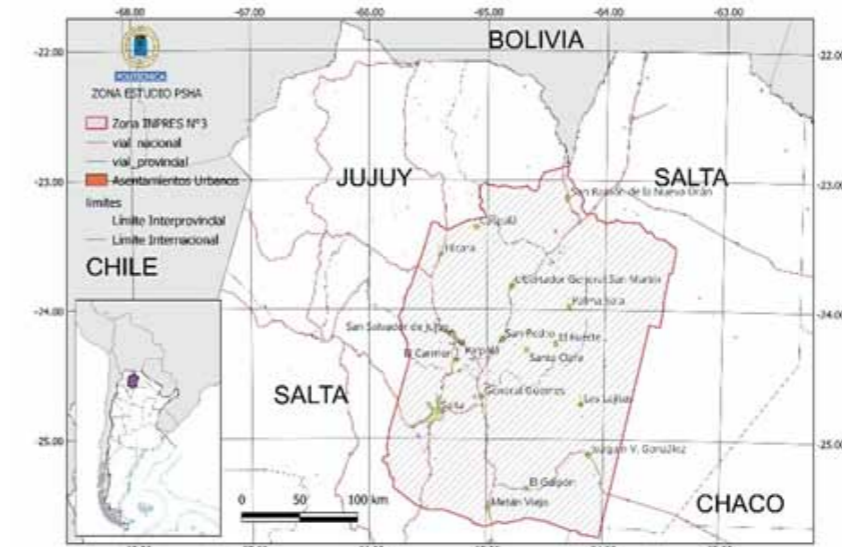 -68.00 -67.00 -66.00 -65.00 -64.00 -63.00
BOLIVIA
-22.00 -22.00
POLITECNICA
ZONA ESTUDIO PSHA
Zona INPRES Nº3
vial_nacional
vial_provincial
Asentamientos Urbanos
limites
Limite Interprovincial
Limite Internacional
JUJUY
SALTA
-23.00 -23.00
San Ramón de la Nueva Orán
Caspalá
Tilcara
CHILE
Libertador General San Martín
Palma Sola
-24.00 -24.00
San Salvador de Jujuy
San Pedro
El Fuerte
El Carmen
Perpalá
Santa Clara
SALTA
General Güemes
Las Lajitas
Salta
-25.00 -25.00
Joaquín V. González
El Galpón
Metán Viejo
0 50 100 km
CHACO